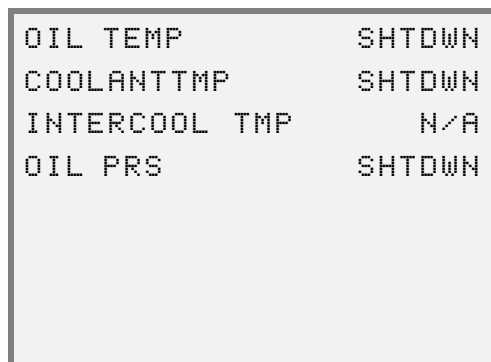 OIL TEMP SHTDWN
COOLANTTMP SHTDWN
INTERCOOL TMP N/A
OIL PRS SHTDWN